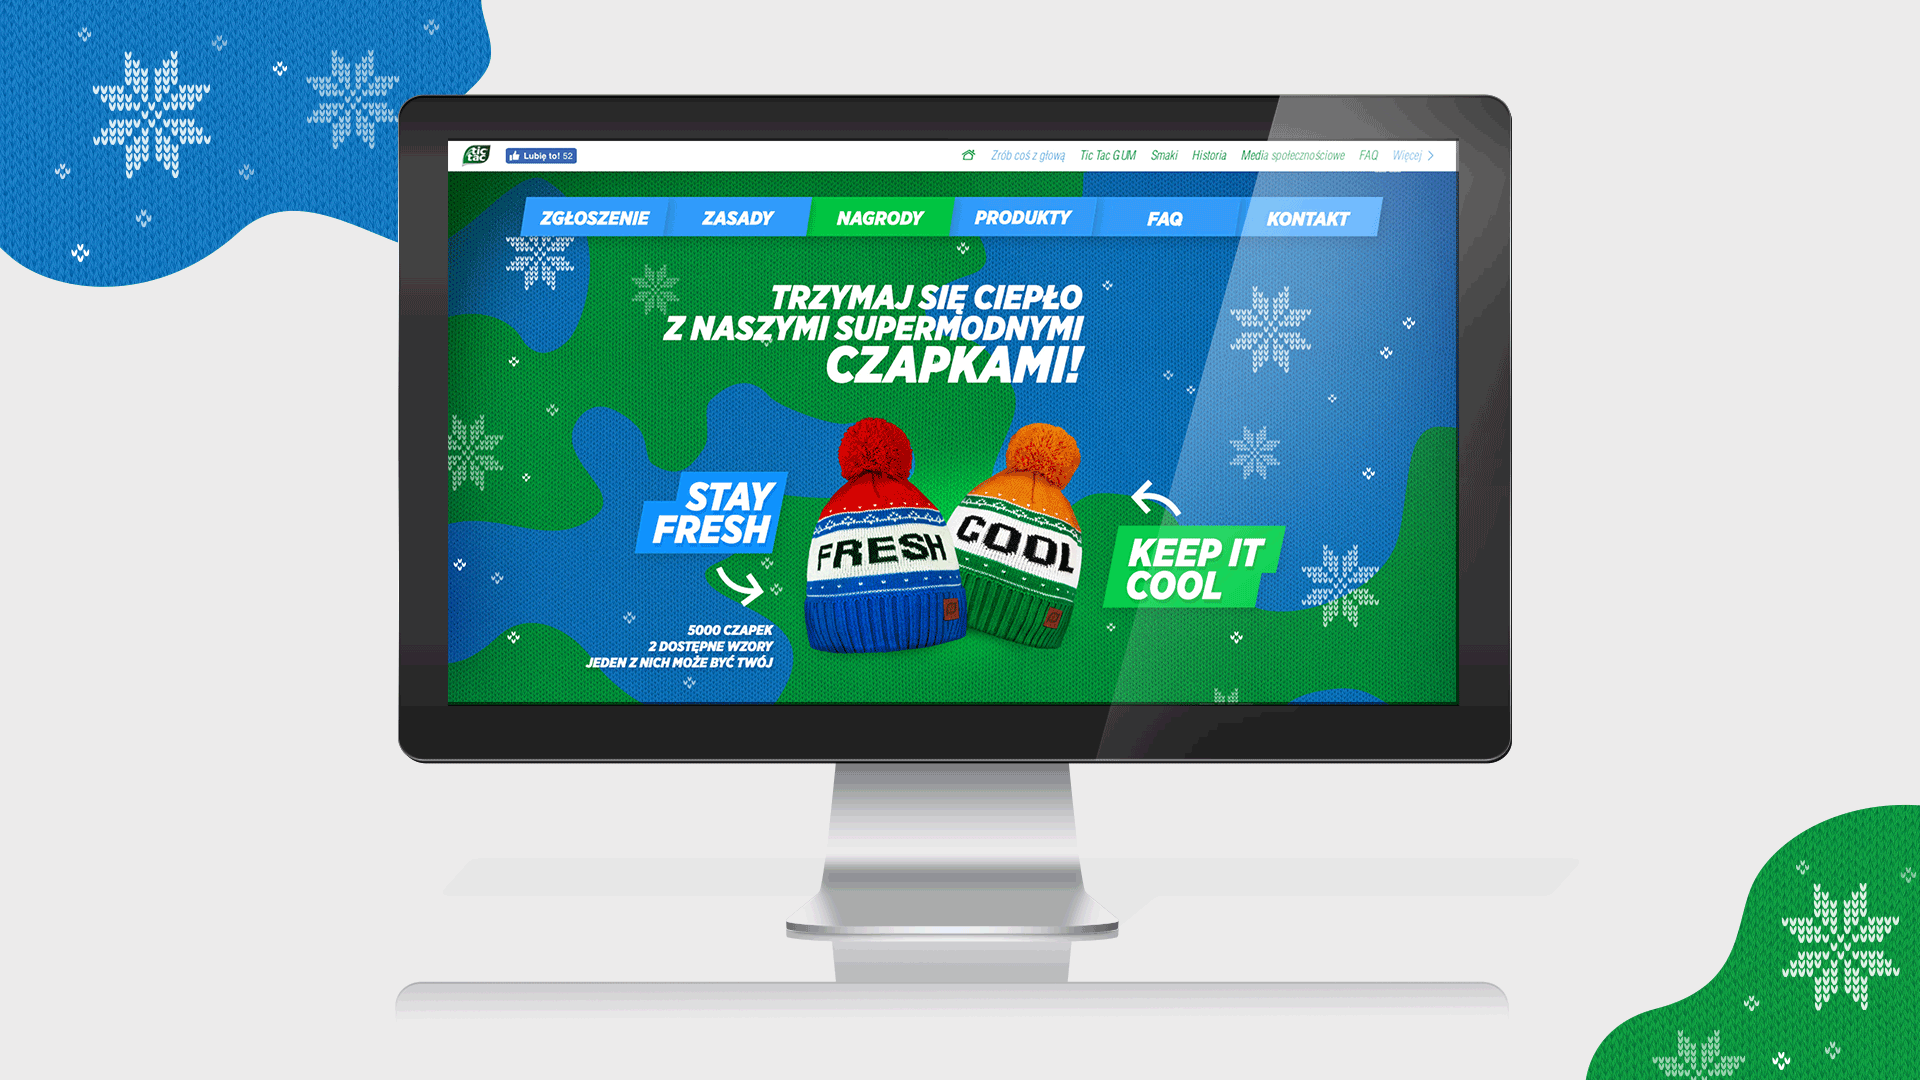 tic
tac
Lubię to! 52
Zrób coś z głową
Tic Tac GUM
Smaki
Historia
Media społecznościowe
FAQ
Więcej
ZGŁOSZENIE
ZASADY
NAGRODY
PRODUKTY
FAQ
KONTAKT
TRZYMAJ SIĘ CIEPŁO
Z NASZYMI SUPERMODNYMI
CZAPKAMI!
STAY
FRESH
FRESH
COOL
KEEP IT
COOL
5000 CZAPEK
2 DOSTĘPNE WZORY
JEDEN Z NICH MOŻE BYĆ TWÓJ